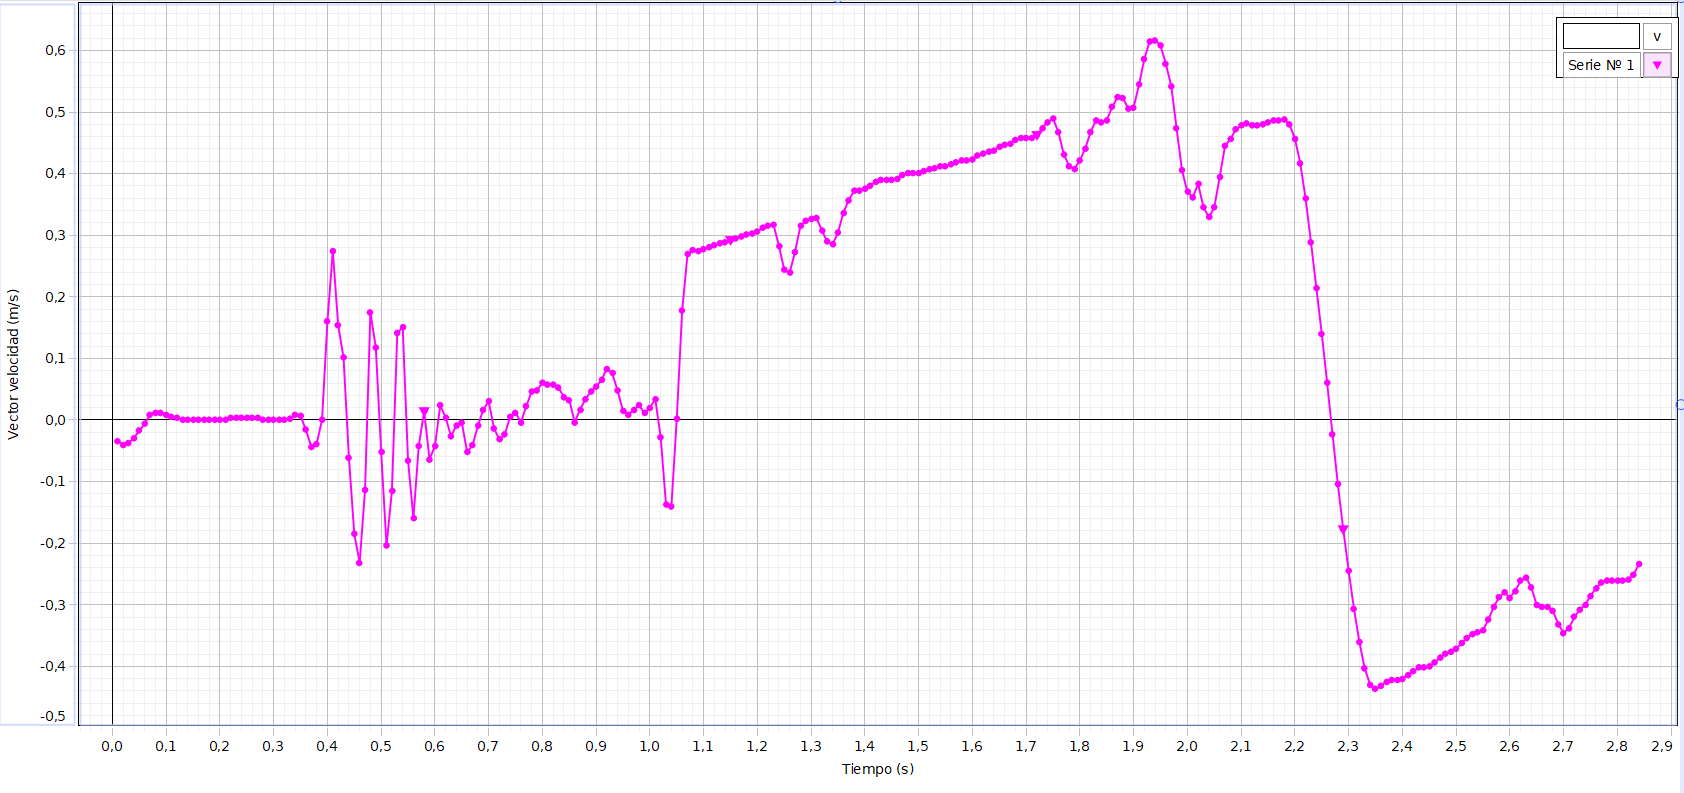 v
Serie Nº 1
0,6
0,5
0,4
0,3
0,2
0,1
0,0
-0,1
-0,2
-0,3
-0,4
-0,5
Vector velocidad (m/s)
0,0 0,1 0,2 0,3 0,4 0,5 0,6 0,7 0,8 0,9 1,0 1,1 1,2 1,3 1,4 1,5 1,6 1,7 1,8 1,9 2,0 2,1 2,2 2,3 2,4 2,5 2,6 2,7 2,8 2,9
Tiempo (s)